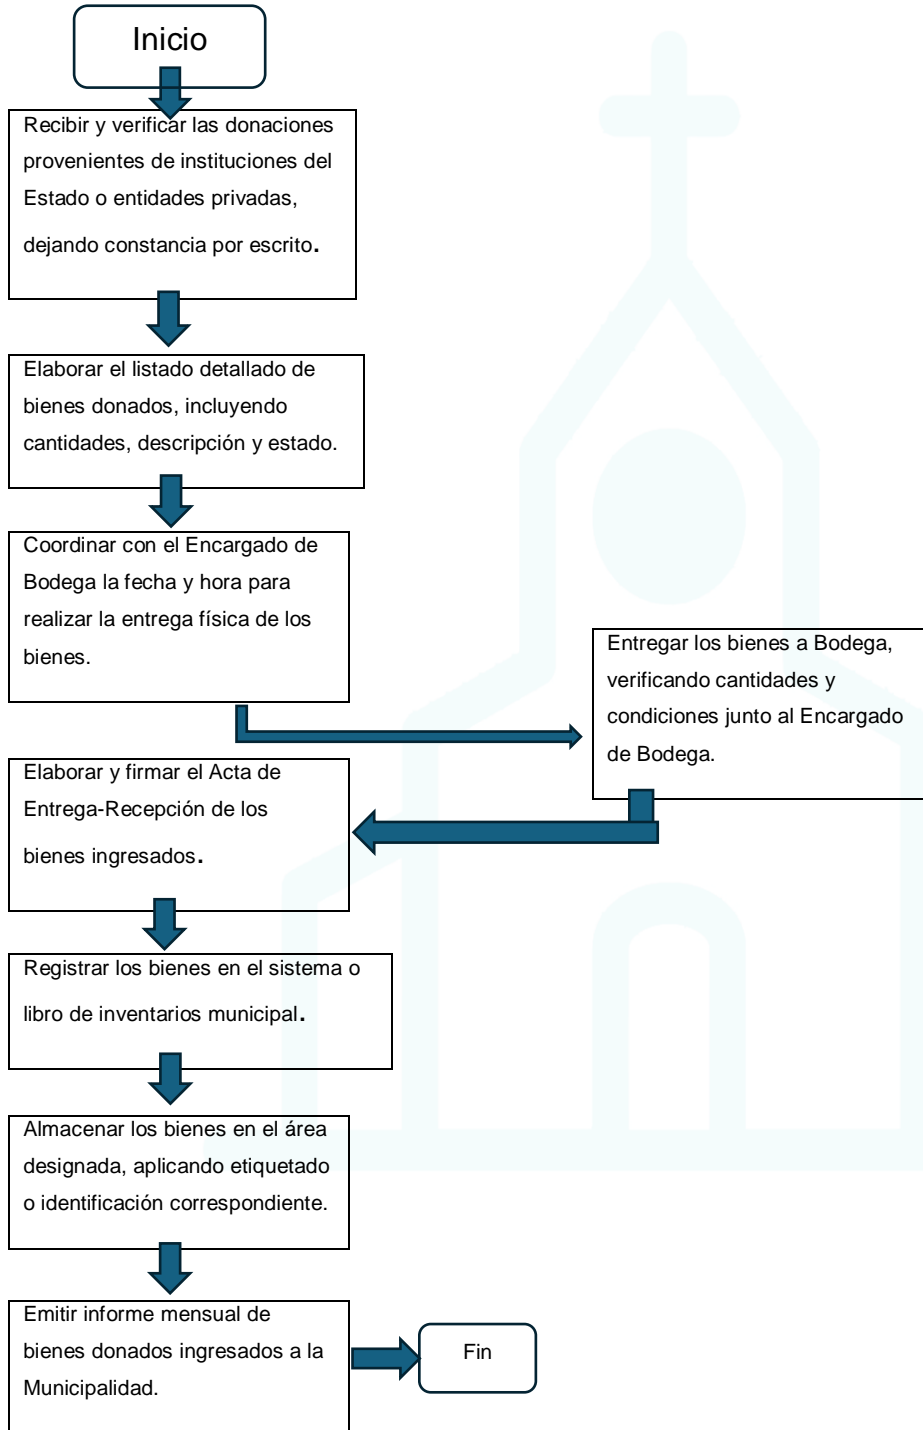 Inicio
Recibir y verificar las donaciones
provenientes de instituciones del
Estado o entidades privadas,
dejando constancia por escrito.
Elaborar el listado detallado de
bienes donados, incluyendo
cantidades, descripción y estado.
Coordinar con el Encargado de
Bodega la fecha y hora para
realizar la entrega física de los
bienes.
Entregar los bienes a Bodega,
verificando cantidades y
condiciones junto al Encargado
de Bodega.
Elaborar y firmar el Acta de
Entrega-Recepción de los
bienes ingresados.
Registrar los bienes en el sistema o
libro de inventarios municipal.
Almacenar los bienes en el área
designada, aplicando etiquetado
o identificación correspondiente.
Emitir informe mensual de
bienes donados ingresados a la
Municipalidad.
Fin